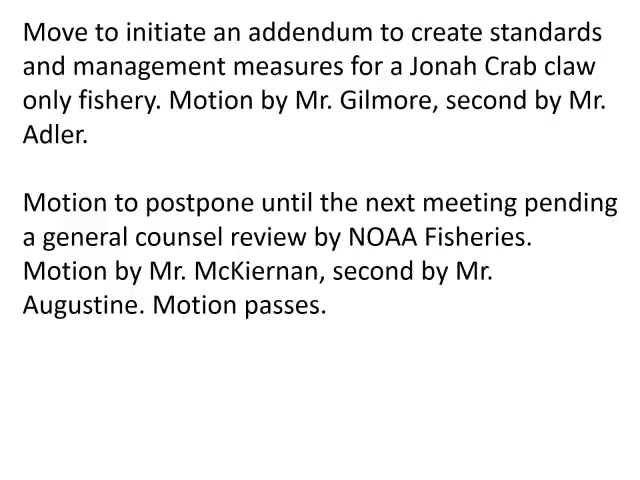 Move to initiate an addendum to create standards
and management measures for a Jonah Crab claw
only fishery. Motion by Mr. Gilmore, second by Mr.
Adler.
Motion to postpone until the next meeting pending
a general counsel review by NOAA Fisheries.
Motion by Mr. McKiernan, second by Mr.
Augustine. Motion passes.